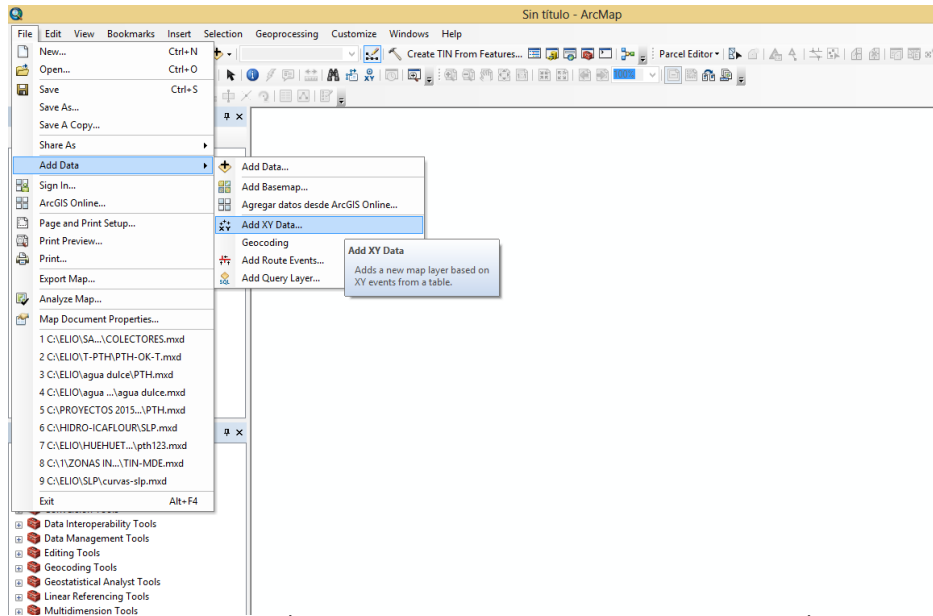 Sin título - ArcMap
File Edit View Bookmarks Insert Selection Geoprocessing Customize Windows Help
New... Ctrl+N
Create TIN From Features... Parcel Editor
Open... Ctrl+O
100%
Save Ctrl+S
Save As...
Save A Copy...
Share As
Add Data
Add Data...
Sign In...
Add Basemap...
ArcGIS Online...
Agregar datos desde ArcGIS Online...
Page and Print Setup...
Add XY Data...
Print Preview...
Geocoding
Add XY Data
Print...
Add Route Events...
Adds a new map layer based on
Export Map...
Add Query Layer...
XY events from a table.
Analyze Map...
Map Document Properties...
1 C:\ELIO\SA...\COLECTORES.mxd
2 C:\ELIO\T-PTH\PTH-OK-T.mxd
3 C:\ELIO\agua dulce\PTH.mxd
4 C:\ELIO\agua ...\agua dulce.mxd
5 C:\PROYECTOS 2015...\PTH.mxd
6 C:\HIDRO-ICAFLOUR\SLP.mxd
7 C:\ELIO\HUEHUET...\pth123.mxd
8 C:\1\ZONAS IN...\TIN-MDE.mxd
9 C:\ELIO\SLP\curvas-slp.mxd
Exit Alt+F4
Data Interoperability Tools
Data Management Tools
Editing Tools
Geocoding Tools
Geostatistical Analyst Tools
Linear Referencing Tools
Multidimension Tools